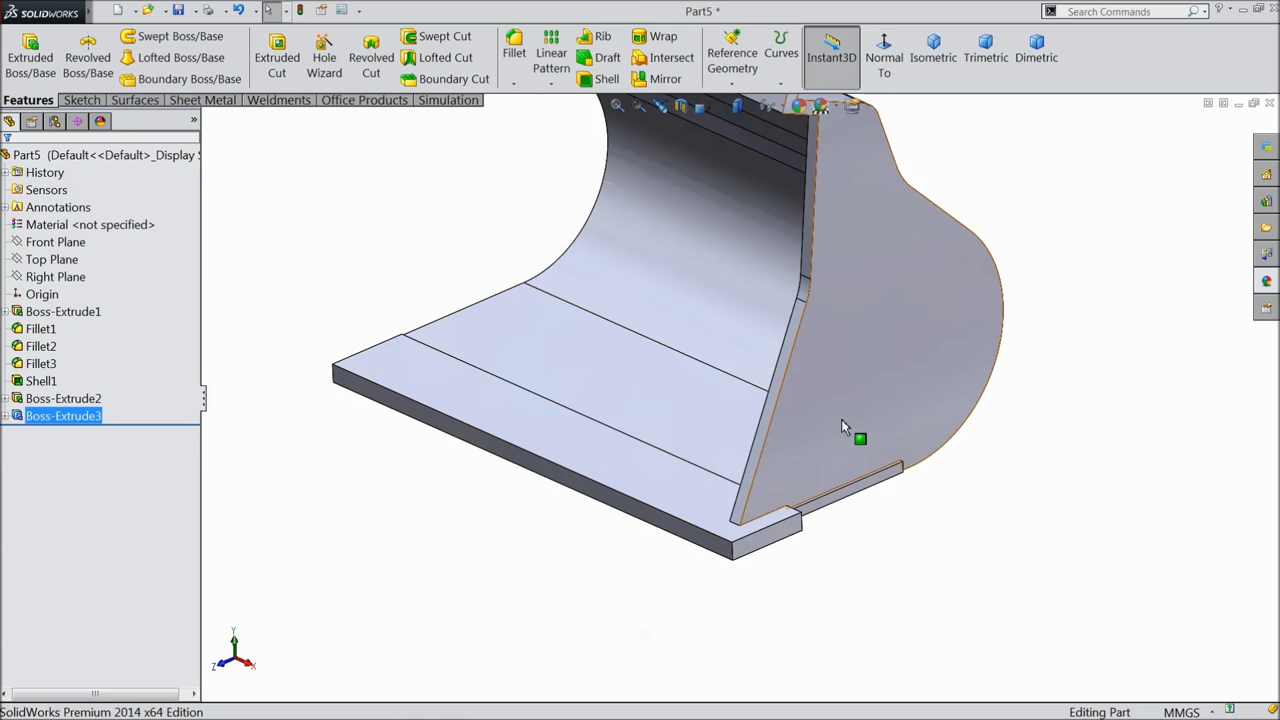 SOLIDWORKS
Part5 *
Search Commands
Extruded Boss/Base
Revolved Boss/Base
Swept Boss/Base
Lofted Boss/Base
Boundary Boss/Base
Extruded Cut
Hole Wizard
Revolved Cut
Swept Cut
Lofted Cut
Boundary Cut
Fillet
Linear Pattern
Rib
Draft
Shell
Wrap
Intersect
Mirror
Reference Geometry
Curves
Instant3D
Normal To
Isometric
Trimetric
Dimetric
Features
Sketch
Surfaces
Sheet Metal
Weldments
Office Products
Simulation
Part5 (Default<<Default>_Display S
History
Sensors
Annotations
Material <not specified>
Front Plane
Top Plane
Right Plane
Origin
Boss-Extrude1
Fillet1
Fillet2
Fillet3
Shell1
Boss-Extrude2
Boss-Extrude3
Y
Z
X
SolidWorks Premium 2014 x64 Edition
Editing Part
MMGS